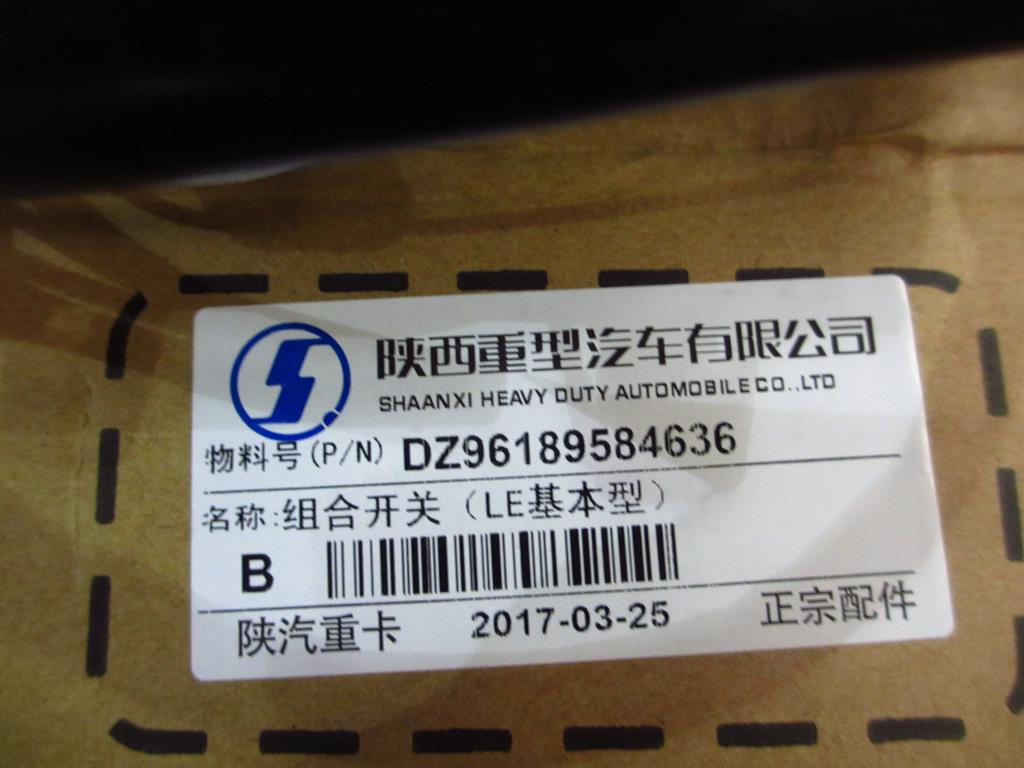 陕西重型汽车有限公司
SHAANXI HEAVY DUTY AUTOMOBILE CO.,LTD
物料号(P/N) DZ96189584636
名称:组合开关（LE基本型）
B
陕汽重卡 2017-03-25 正宗配件